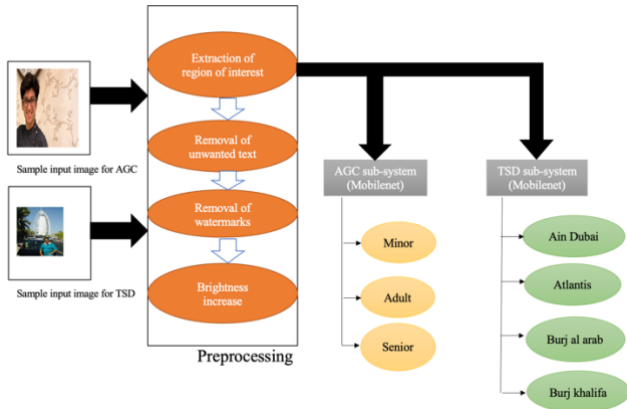 Extraction of
region of interest
Removal of
unwanted text
Removal of
watermarks
Brightness
increase
Preprocessing
Sample input image for AGC
Sample input image for TSD
AGC sub-system
(Mobilenet)
Minor
Adult
Senior
TSD sub-system
(Mobilenet)
Ain Dubai
Atlantis
Burj al arab
Burj khalifa